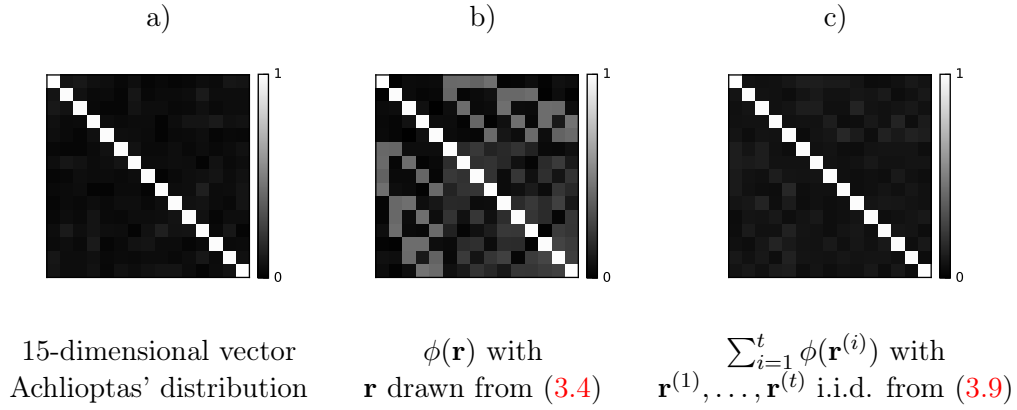 a) b) c)
1 1 1
0 0 0
15-dimensional vector
Achlioptas' distribution
ϕ(r) with
r drawn from (3.4)
∑ᵗᵢ₌₁ ϕ(r⁽ⁱ⁾) with
r⁽¹⁾, . . . , r⁽ᵗ⁾ i.i.d. from (3.9)